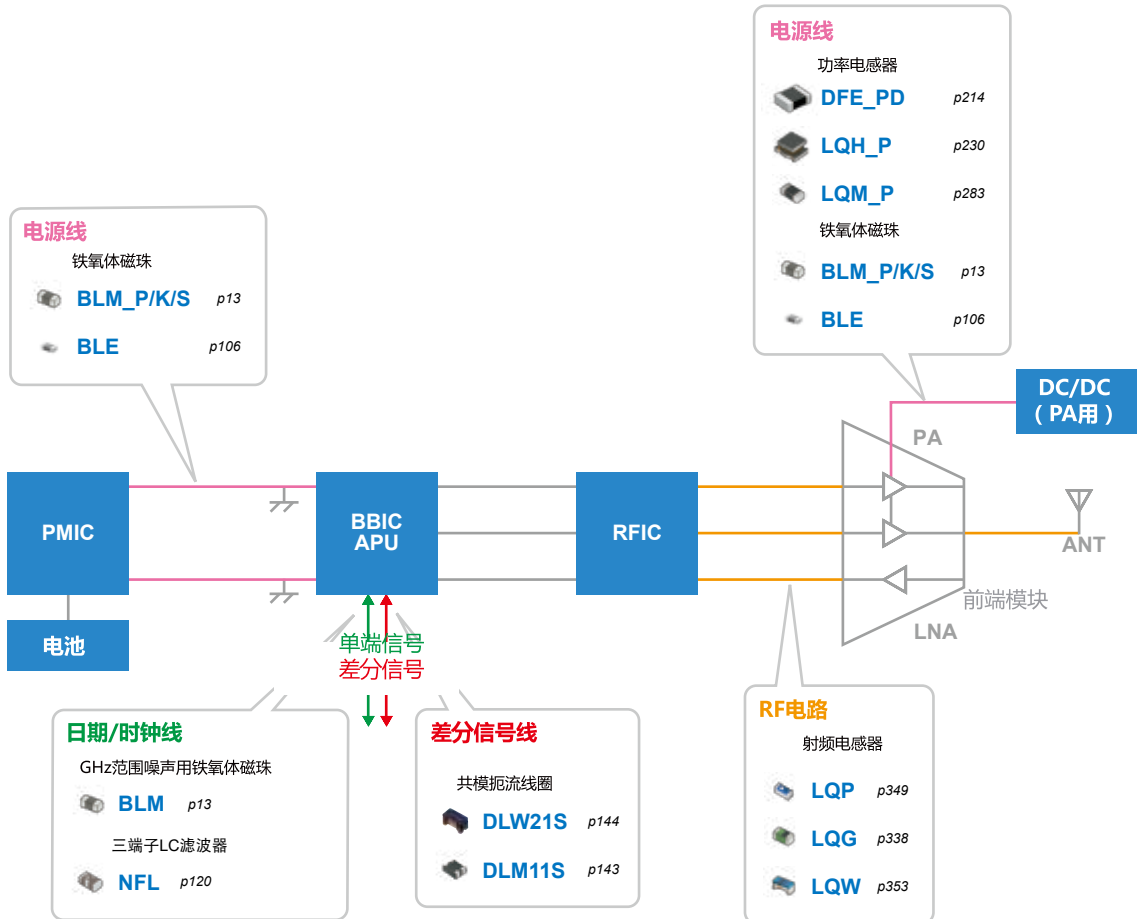 电源线
功率电感器
DFE_PD p214
LQH_P p230
LQM_P p283
铁氧体磁珠
BLM_P/K/S p13
BLE p106
电源线
铁氧体磁珠
BLM_P/K/S p13
BLE p106
DC/DC
（ PA用 ）
PA
PMIC
BBIC
APU
RFIC
ANT
前端模块
LNA
电池
单端信号
差分信号
日期/时钟线
GHz范围噪声用铁氧体磁珠
BLM p13
三端子LC滤波器
NFL p120
差分信号线
共模扼流线圈
DLW21S p144
DLM11S p143
RF电路
射频电感器
LQP p349
LQG p338
LQW p353